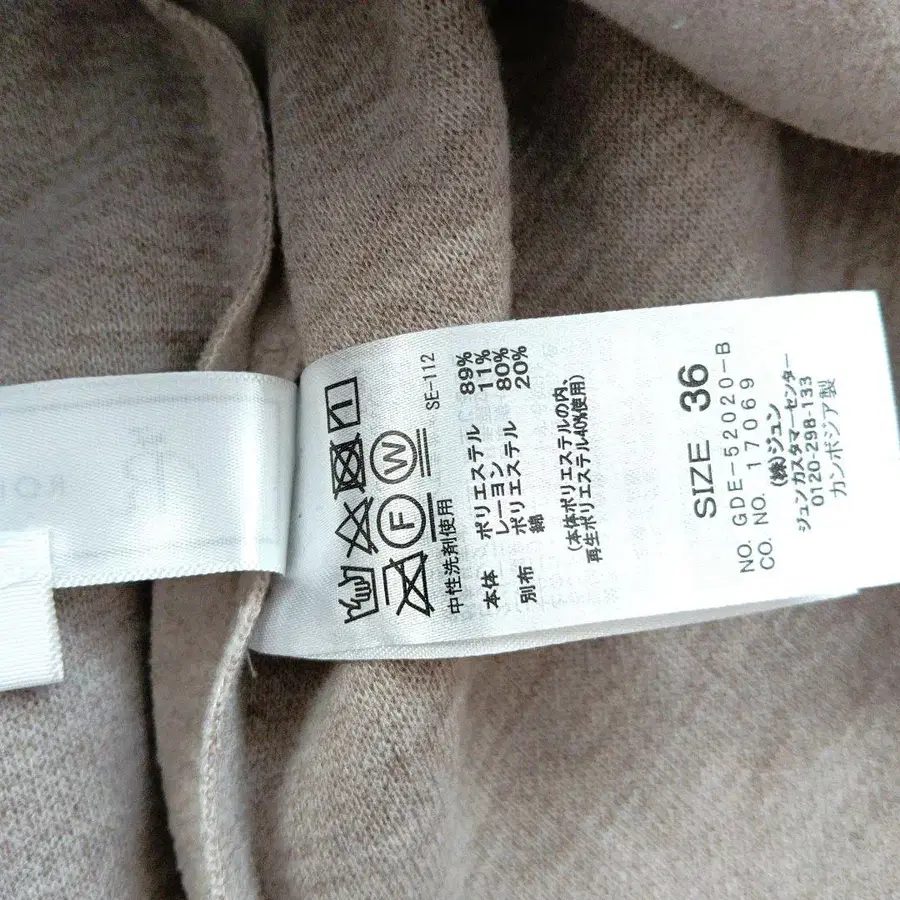 SE-112
中性洗剤使用
本体 ポリエステル 89%
レーヨン 11%
別布 ポリエステル 80%
綿 20%
(本体ポリエステルの内、
再生ポリエステル40%使用)
SIZE 36
NO. GDE-52020-B
CO. NO. 17069
(株)ジュン
ジュンカスタマーセンター
0120-298-133
カンボジア製